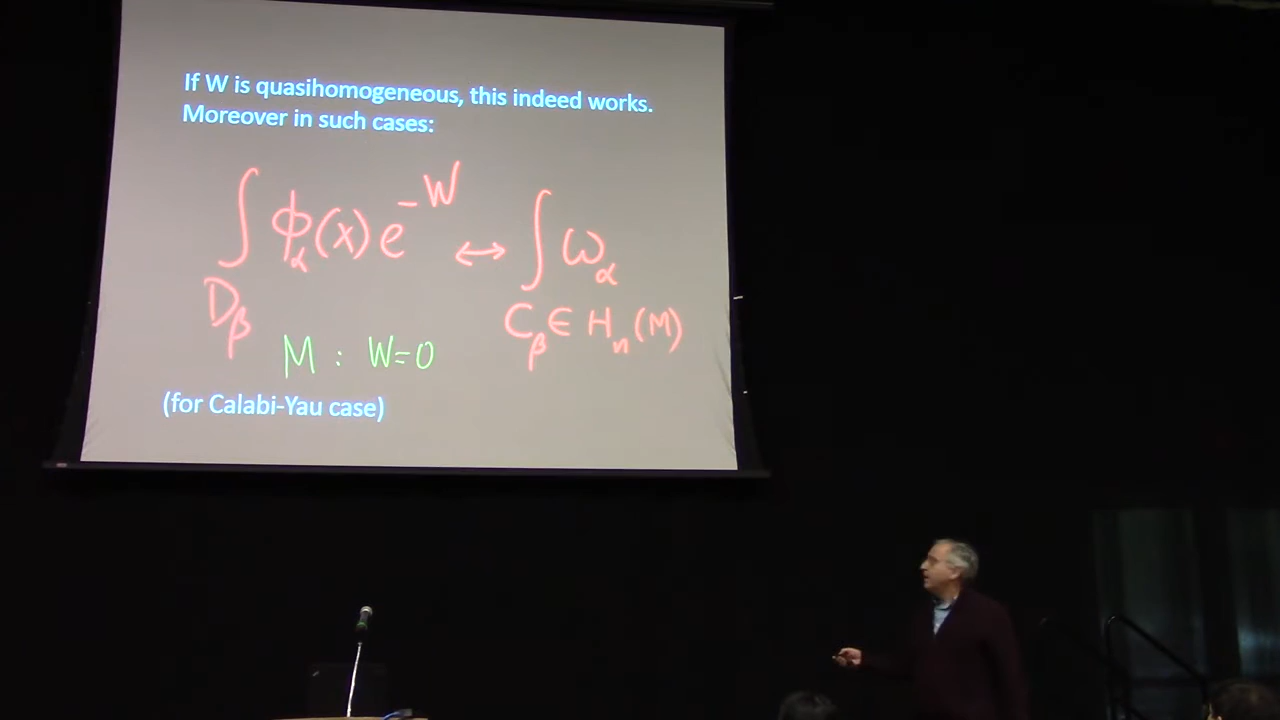 If W is quasihomogeneous, this indeed works.
Moreover in such cases:
∫_{D_β} ϕ_α(x) e^{-W} ↔ ∫_{C_β ∈ H_n(M)} ω_α
M : W=0
(for Calabi-Yau case)